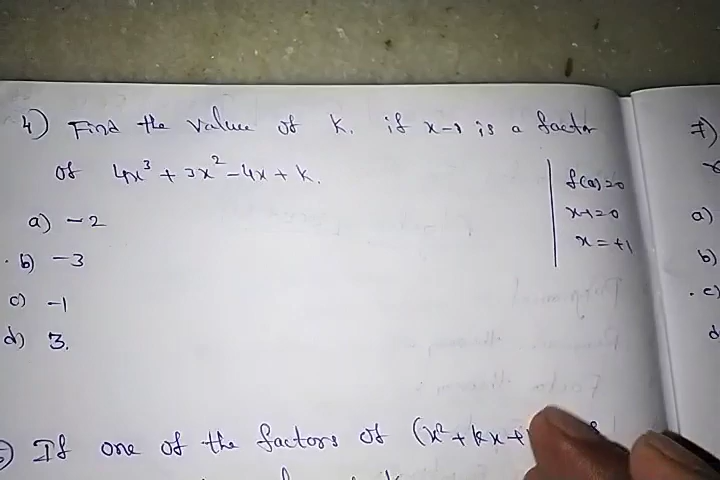 4) Find the value of k. if x-1 is a factor
of 4x³ + 3x² - 4x + k.
a) -2
b) -3
c) -1
d) 3.
f(a)=0
x-1=0
x = +1
If one of the factors of (x² + kx +
7)
a)
b)
c)
d